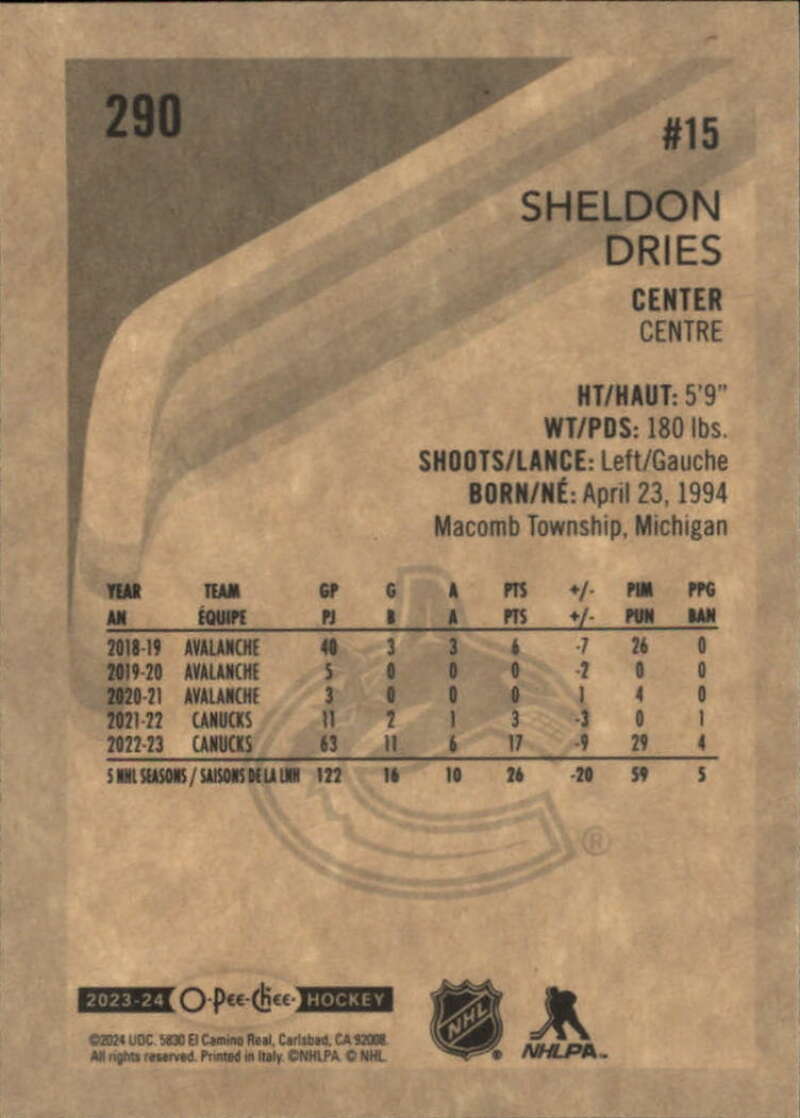 290
#15
SHELDON
DRIES
CENTER
CENTRE
HT/HAUT: 5'9"
WT/PDS: 180 lbs.
SHOOTS/LANCE: Left/Gauche
BORN/NÉ: April 23, 1994
Macomb Township, Michigan
YEAR TEAM GP G A PTS +/- PIM PPG
AN ÉQUIPE PJ B A PTS +/- PUN BAN
2018-19 AVALANCHE 40 3 3 6 -7 26 0
2019-20 AVALANCHE 5 0 0 0 -2 0 0
2020-21 AVALANCHE 3 0 0 0 1 4 0
2021-22 CANUCKS 11 2 1 3 -3 0 1
2022-23 CANUCKS 63 11 6 17 -9 29 4
5 NHL SEASONS / SAISONS DE LA LNH 122 16 10 26 -20 59 5
®
2023-24 O-Pee-Chee HOCKEY
©2024 UDC. 5830 El Camino Real, Carlsbad, CA 92008.
All rights reserved. Printed in Italy. ©NHLPA © NHL
NHL
NHLPA